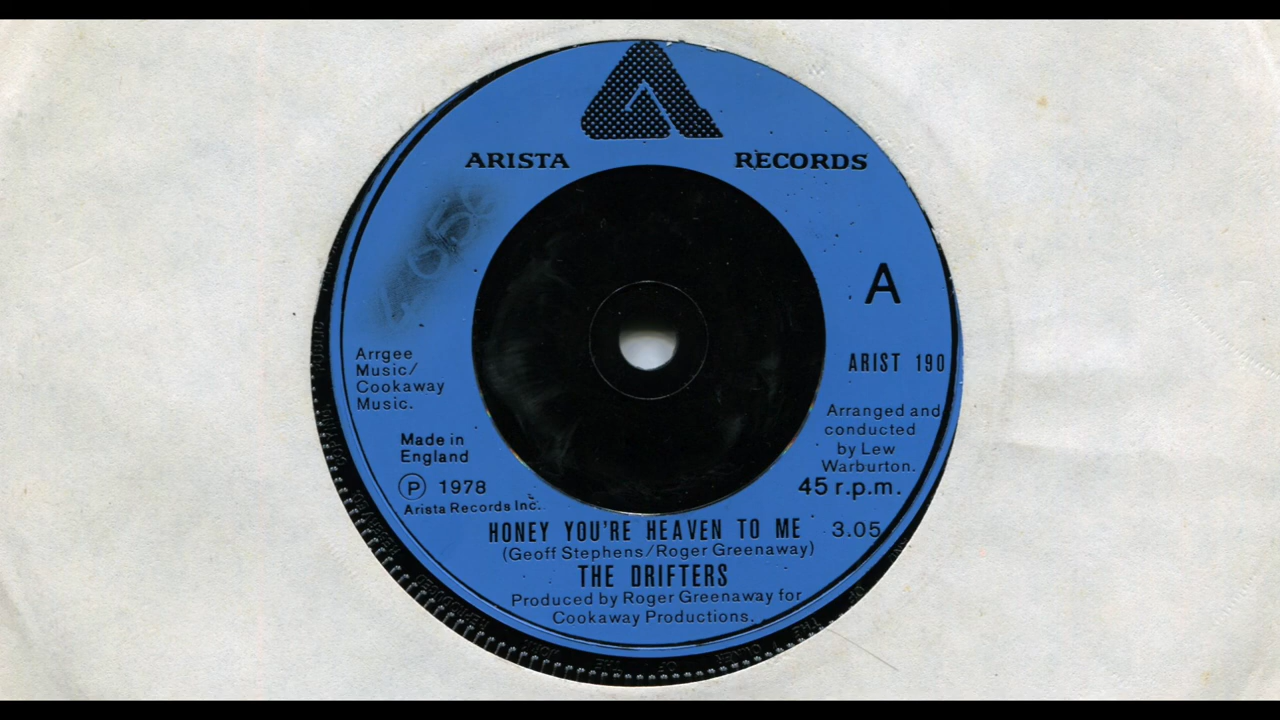 ARISTA RECORDS
A
ARIST 190
Arrgee
Music/
Cookaway
Music.
Arranged and
conducted
by Lew
Warburton.
Made in
England
45 r.p.m.
Ⓟ 1978
Arista Records Inc.
HONEY YOU'RE HEAVEN TO ME 3.05
(Geoff Stephens/Roger Greenaway)
THE DRIFTERS
Produced by Roger Greenaway for
Cookaway Productions.